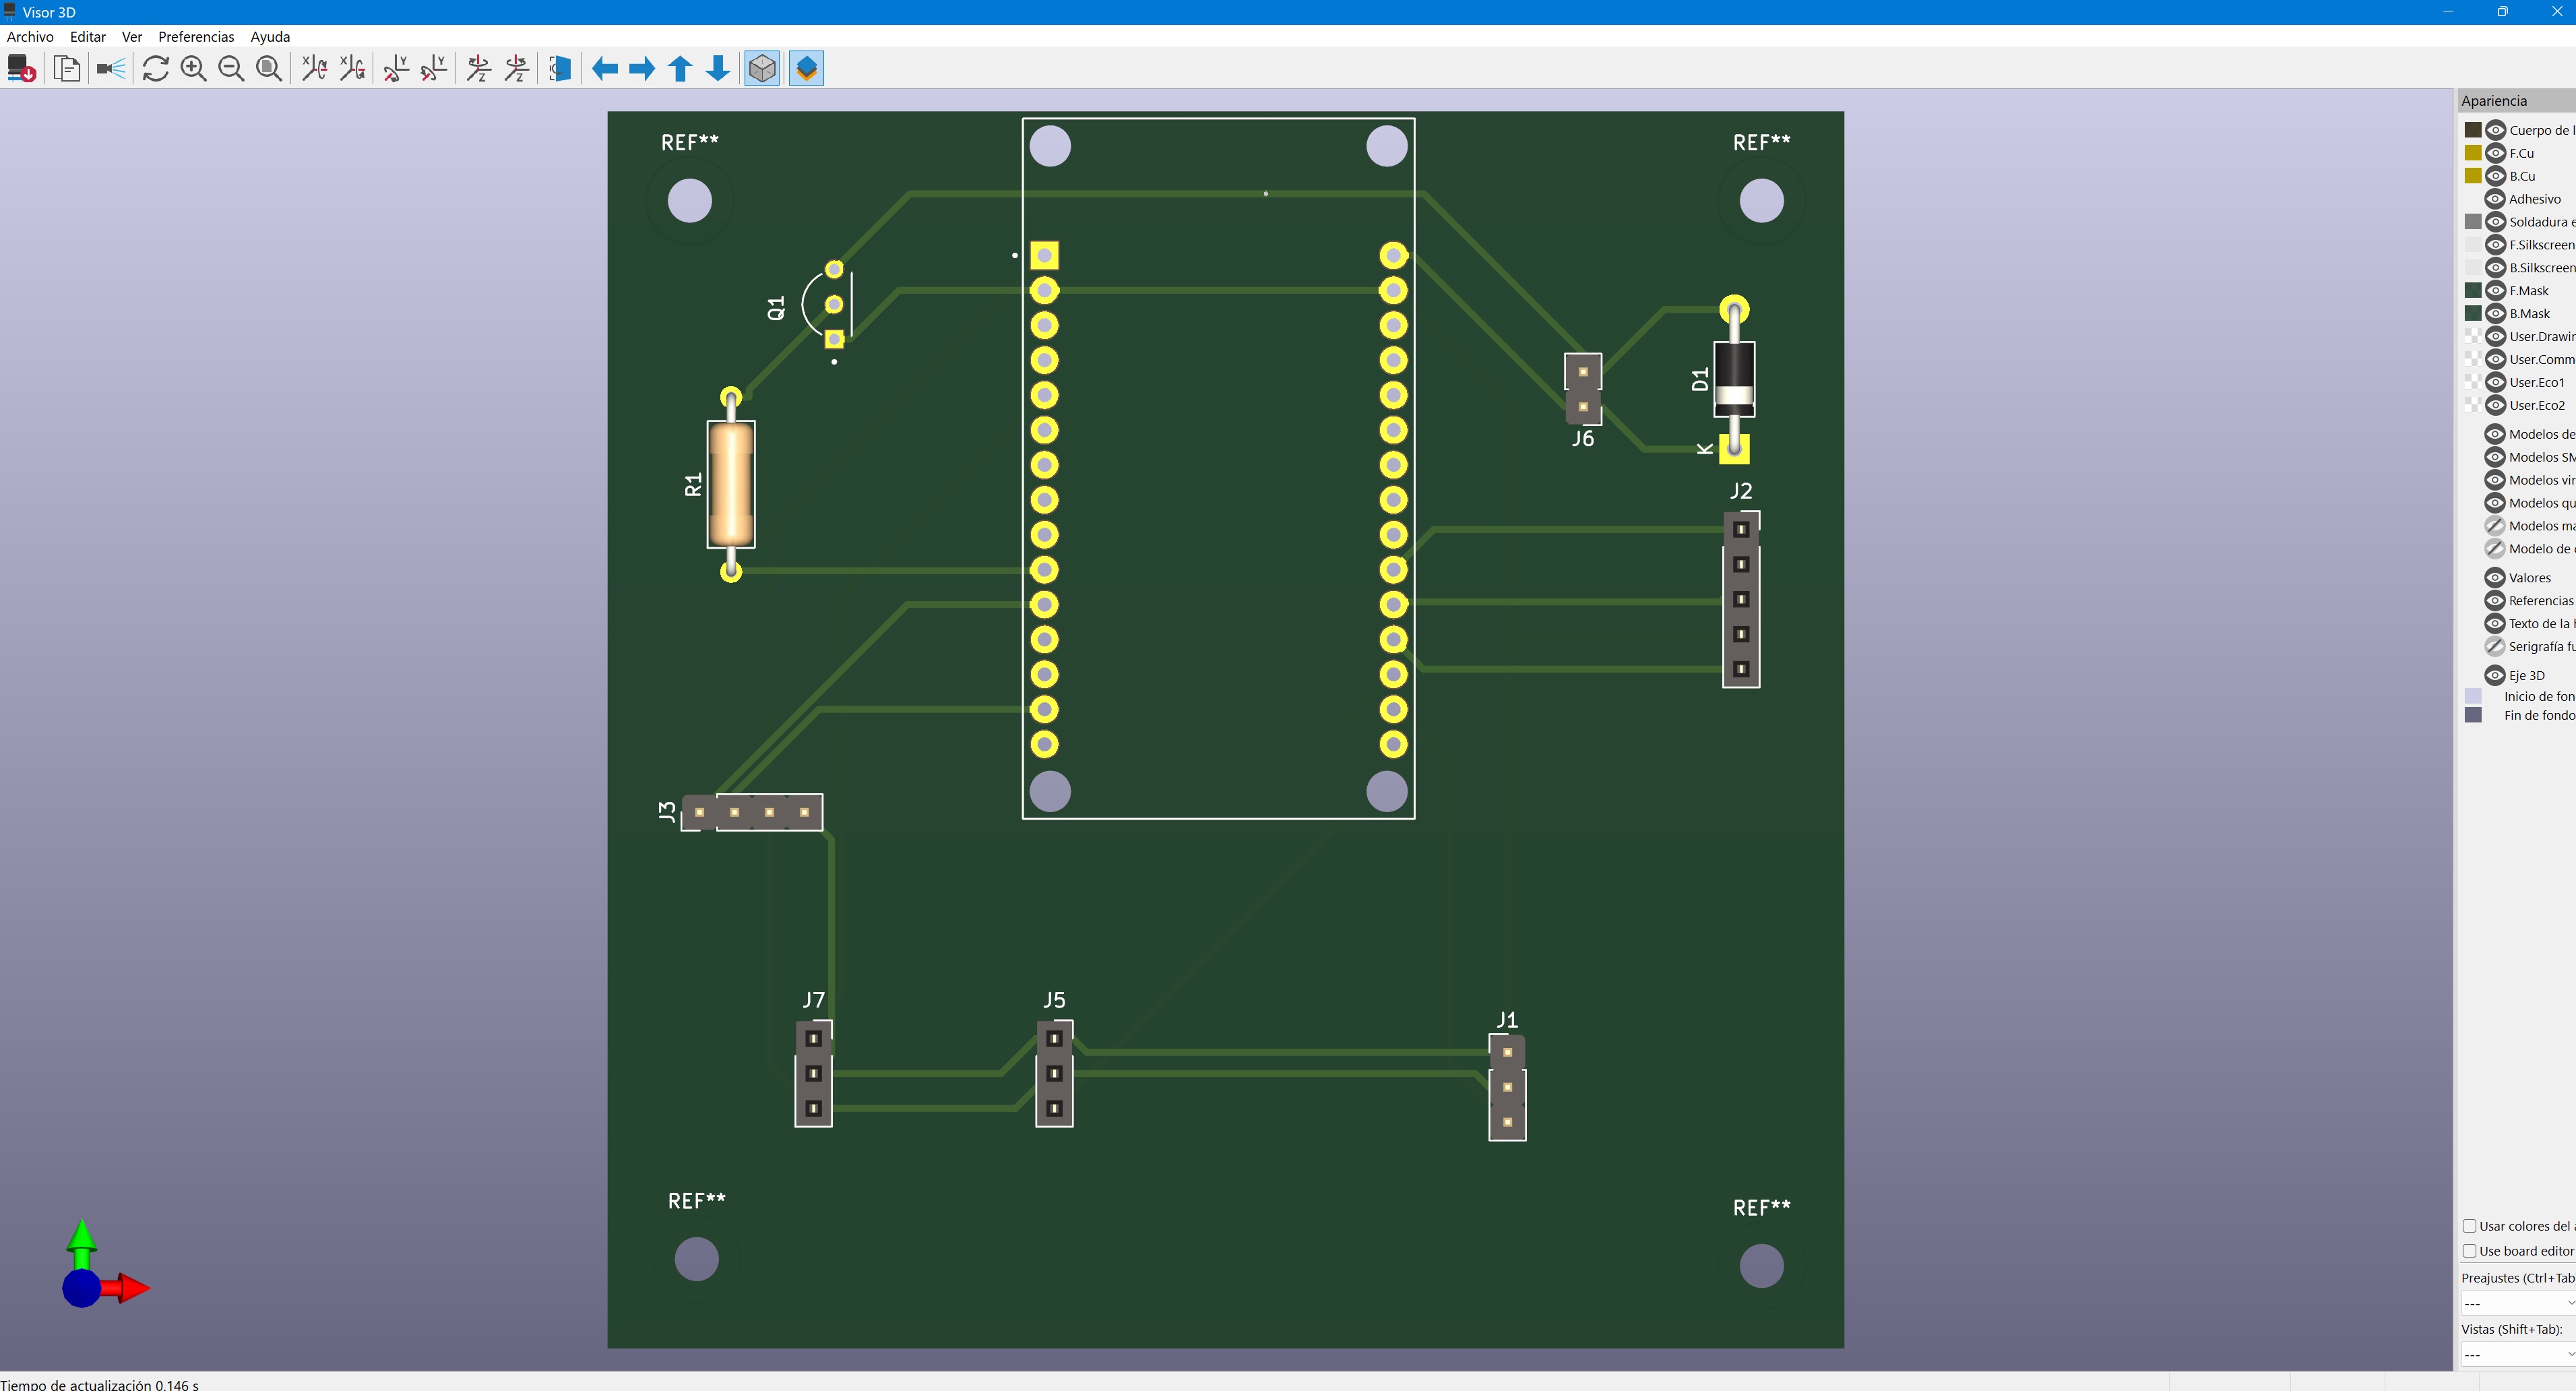 Visor 3D
Archivo Editar Ver Preferencias Ayuda
Apariencia
Cuerpo de l
F.Cu
B.Cu
Adhesivo
Soldadura e
F.Silkscreen
B.Silkscreen
F.Mask
B.Mask
User.Drawin
User.Comm
User.Eco1
User.Eco2
Modelos de
Modelos SM
Modelos vir
Modelos qu
Modelos ma
Modelo de
Valores
Referencias
Texto de la
Serigrafía fu
Eje 3D
Inicio de fon
Fin de fondo
Usar colores del a
Use board editor
Preajustes (Ctrl+Tab
---
Vistas (Shift+Tab):
---
REF**
REF**
Q1
D1
K
J6
R1
J2
J3
J7
J5
J1
REF**
REF**
Tiempo de actualización 0.146 s